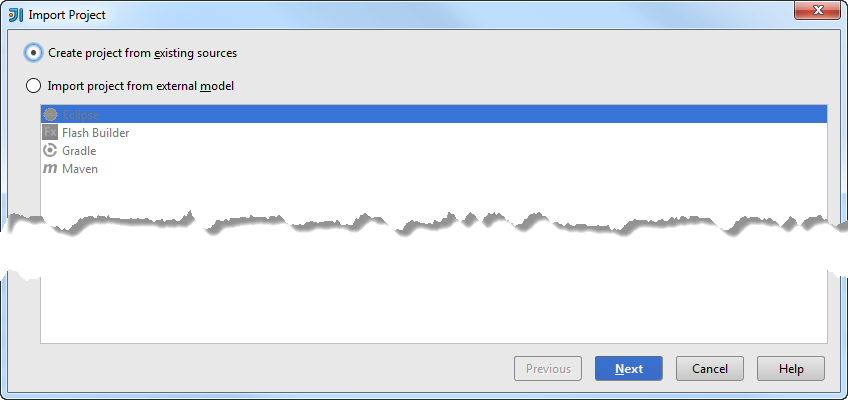 Import Project
Create project from existing sources
Import project from external model
Eclipse
Fx Flash Builder
Gradle
m Maven
Previous
Next
Cancel
Help